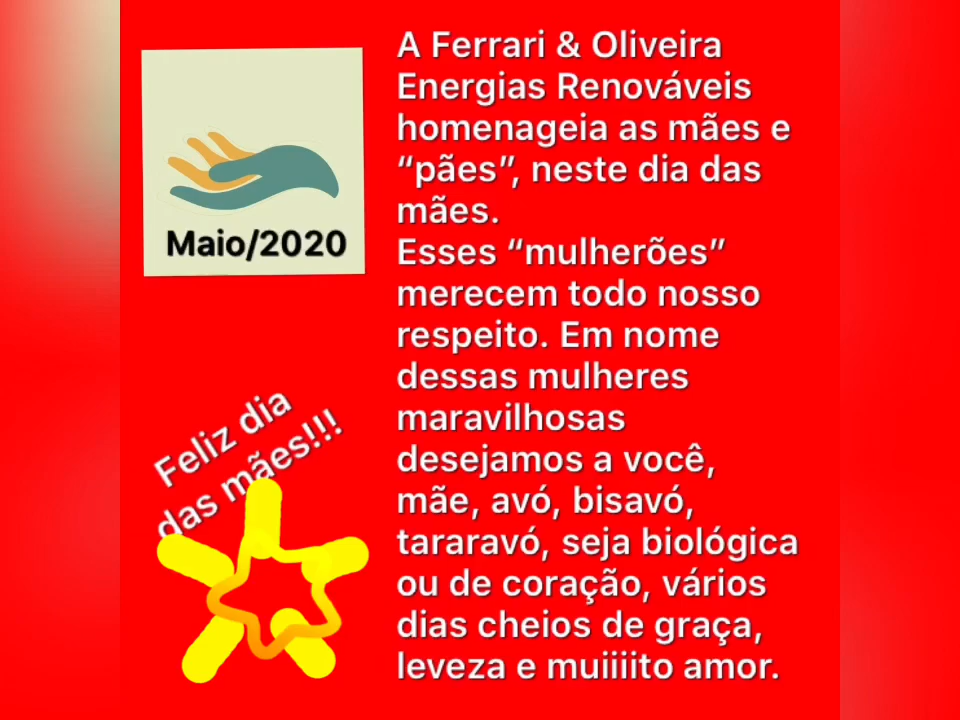 Maio/2020
Feliz dia
das mães!!!
A Ferrari & Oliveira
Energias Renováveis
homenageia as mães e
“pães”, neste dia das
mães.
Esses “mulherões”
merecem todo nosso
respeito. Em nome
dessas mulheres
maravilhosas
desejamos a você,
mãe, avó, bisavó,
tararavó, seja biológica
ou de coração, vários
dias cheios de graça,
leveza e muiiiito amor.